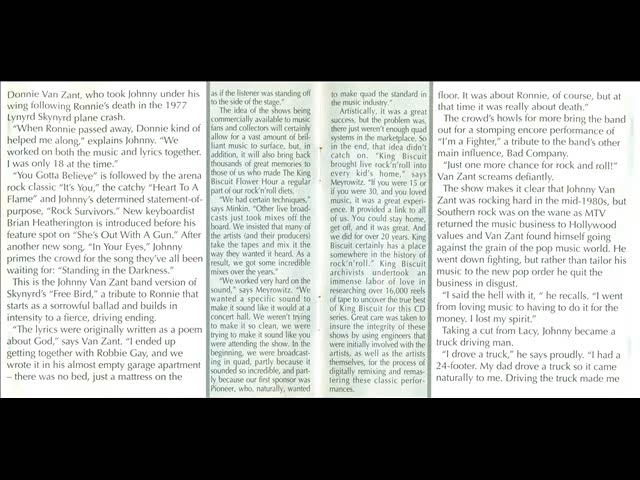 Donnie Van Zant, who took Johnny under his
wing following Ronnie's death in the 1977
Lynyrd Skynyrd plane crash.
"When Ronnie passed away, Donnie kind of
helped me along," explains Johnny. "We
worked on both the music and lyrics together.
I was only 18 at the time."
"You Gotta Believe" is followed by the arena
rock classic "It's You," the catchy "Heart To A
Flame" and Johnny's determined statement-of-
purpose, "Rock Survivors." New keyboardist
Brian Heatherington is introduced before his
feature spot on "She's Out With A Gun." After
another new song, "In Your Eyes," Johnny
primes the crowd for the song they've all been
waiting for: "Standing in the Darkness."
This is the Johnny Van Zant band version of
Skynyrd's "Free Bird," a tribute to Ronnie that
starts as a sorrowful ballad and builds in
intensity to a fierce, driving ending.
"The lyrics were originally written as a poem
about God," says Van Zant. "I ended up
getting together with Robbie Gay, and we
wrote it in his almost empty garage apartment
– there was no bed, just a mattress on the
as if the listener was standing off
to the side of the stage."
The idea of the shows being
commercially available to music
fans and collectors will certainly
allow for a vast amount of bril-
liant music to surface, but, in
addition, it will also bring back
thousands of great memories to
those of us who made The King
Biscuit Flower Hour a regular
part of our rock'n'roll diets.
"We had certain techniques,"
says Minkin. "Other live broad-
casts just took mixes off the
board. We insisted that many of
the artists (and their producers)
take the tapes and mix it the
way they wanted it heard. As a
result, we got some incredible
mixes over the years."
"We worked very hard on the
sound," says Meyrowitz. "We
wanted a specific sound to
make it sound like it would at a
concert hall. We weren't trying
to make it so clean, we were
trying to make it sound like you
were attending the show. In the
beginning, we were broadcast-
ing in quad, partly because it
sounded so incredible, and part-
ly because our first sponsor was
Pioneer, who, naturally, wanted
to make quad the standard in
the music industry."
Artistically, it was a great
success, but the problem was,
there just weren't enough quad
systems in the marketplace. So
in the end, that idea didn't
catch on. "King Biscuit
brought live rock'n'roll into
every kid's home," says
Meyrowitz. "If you were 15 or
if you were 30, and you loved
music, it was a great experi-
ence. It provided a link to all
of us. You could stay home,
get off, and it was great. And
we did for over 20 years. King
Biscuit certainly has a place
somewhere in the history of
rock'n'roll." King Biscuit
archivists undertook an
immense labor of love in
researching over 16,000 reels
of tape to uncover the true best
of King Biscuit for this CD
series. Great care was taken to
insure the integrity of these
shows by using engineers that
were initially involved with the
artists, as well as the artists
themselves, for the process of
digitally remixing and remas-
tering these classic perfor-
mances.
floor. It was about Ronnie, of course, but at
that time it was really about death."
The crowd's howls for more bring the band
out for a stomping encore performance of
"I'm a Fighter," a tribute to the band's other
main influence, Bad Company.
"Just one more chance for rock and roll!"
Van Zant screams defiantly.
The show makes it clear that Johnny Van
Zant was rocking hard in the mid-1980s, but
Southern rock was on the wane as MTV
returned the music business to Hollywood
values and Van Zant found himself going
against the grain of the pop music world. He
went down fighting, but rather than tailor his
music to the new pop order he quit the
business in disgust.
"I said the hell with it, " he recalls. "I went
from loving music to having to do it for the
money. I lost my spirit."
Taking a cut from Lacy, Johnny became a
truck driving man.
"I drove a truck," he says proudly. "I had a
24-footer. My dad drove a truck so it came
naturally to me. Driving the truck made me